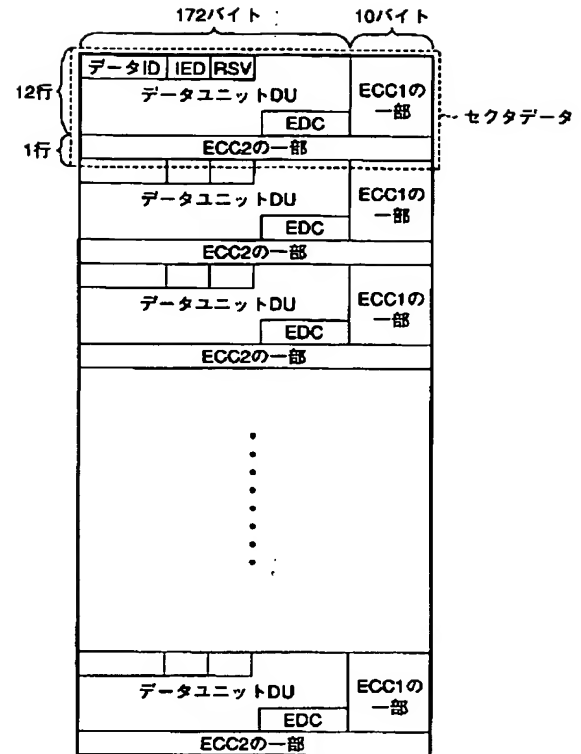 172バイト 10バイト
データID IED RSV
12行 データユニットDU ECC1の一部 セクタデータ
EDC
1行 ECC2の一部
データユニットDU ECC1の一部
EDC
ECC2の一部
データユニットDU ECC1の一部
EDC
ECC2の一部
データユニットDU ECC1の一部
EDC
ECC2の一部